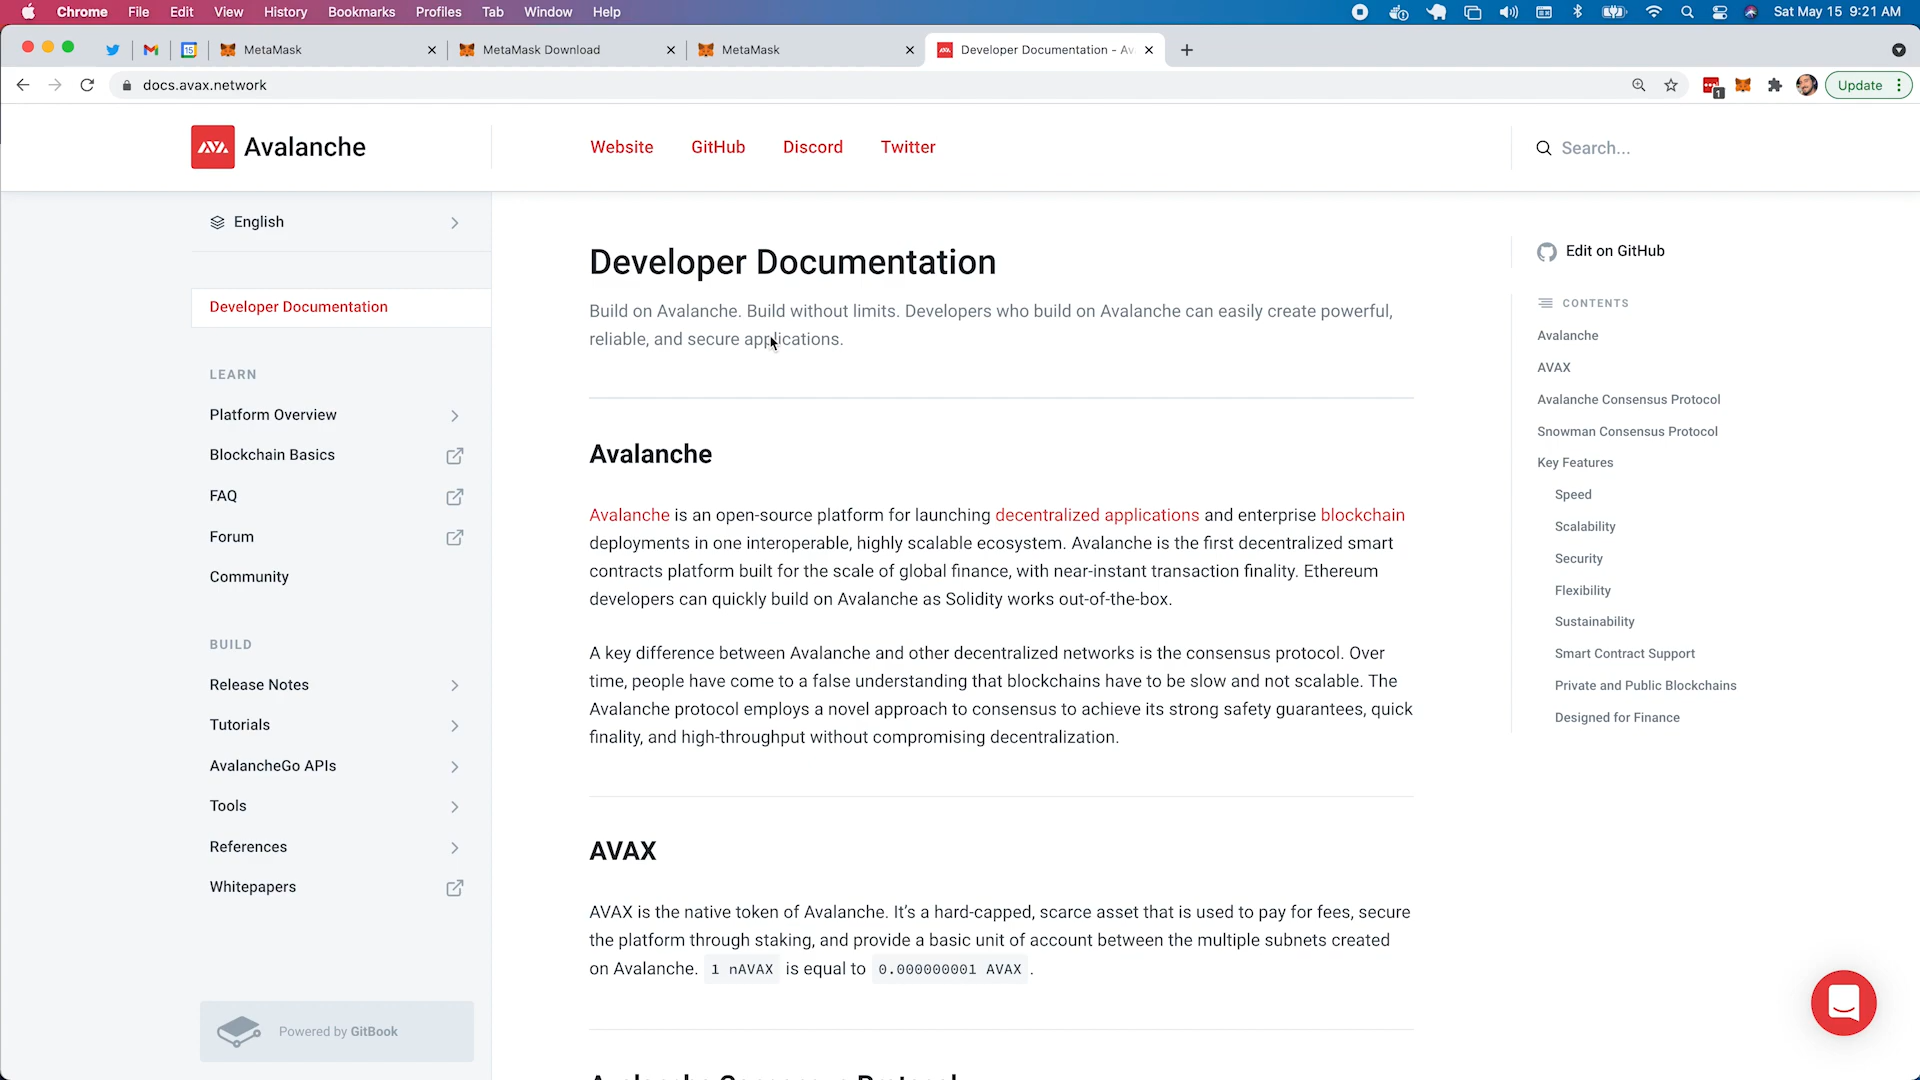 Chrome File Edit View History Bookmarks Profiles Tab Window Help Sat May 15 9:21 AM
15 MetaMask MetaMask Download MetaMask Developer Documentation - Av
docs.avax.network 1 Update
AVA Avalanche Website GitHub Discord Twitter Search...
English
Developer Documentation
LEARN
Platform Overview
Blockchain Basics
FAQ
Forum
Community
BUILD
Release Notes
Tutorials
AvalancheGo APIs
Tools
References
Whitepapers
Powered by GitBook
Developer Documentation
Build on Avalanche. Build without limits. Developers who build on Avalanche can easily create powerful,
reliable, and secure applications.
Avalanche
Avalanche is an open-source platform for launching decentralized applications and enterprise blockchain
deployments in one interoperable, highly scalable ecosystem. Avalanche is the first decentralized smart
contracts platform built for the scale of global finance, with near-instant transaction finality. Ethereum
developers can quickly build on Avalanche as Solidity works out-of-the-box.
A key difference between Avalanche and other decentralized networks is the consensus protocol. Over
time, people have come to a false understanding that blockchains have to be slow and not scalable. The
Avalanche protocol employs a novel approach to consensus to achieve its strong safety guarantees, quick
finality, and high-throughput without compromising decentralization.
AVAX
AVAX is the native token of Avalanche. It's a hard-capped, scarce asset that is used to pay for fees, secure
the platform through staking, and provide a basic unit of account between the multiple subnets created
on Avalanche. 1 nAVAX is equal to 0.000000001 AVAX .
Avalanche Consensus Protocol
Edit on GitHub
CONTENTS
Avalanche
AVAX
Avalanche Consensus Protocol
Snowman Consensus Protocol
Key Features
Speed
Scalability
Security
Flexibility
Sustainability
Smart Contract Support
Private and Public Blockchains
Designed for Finance